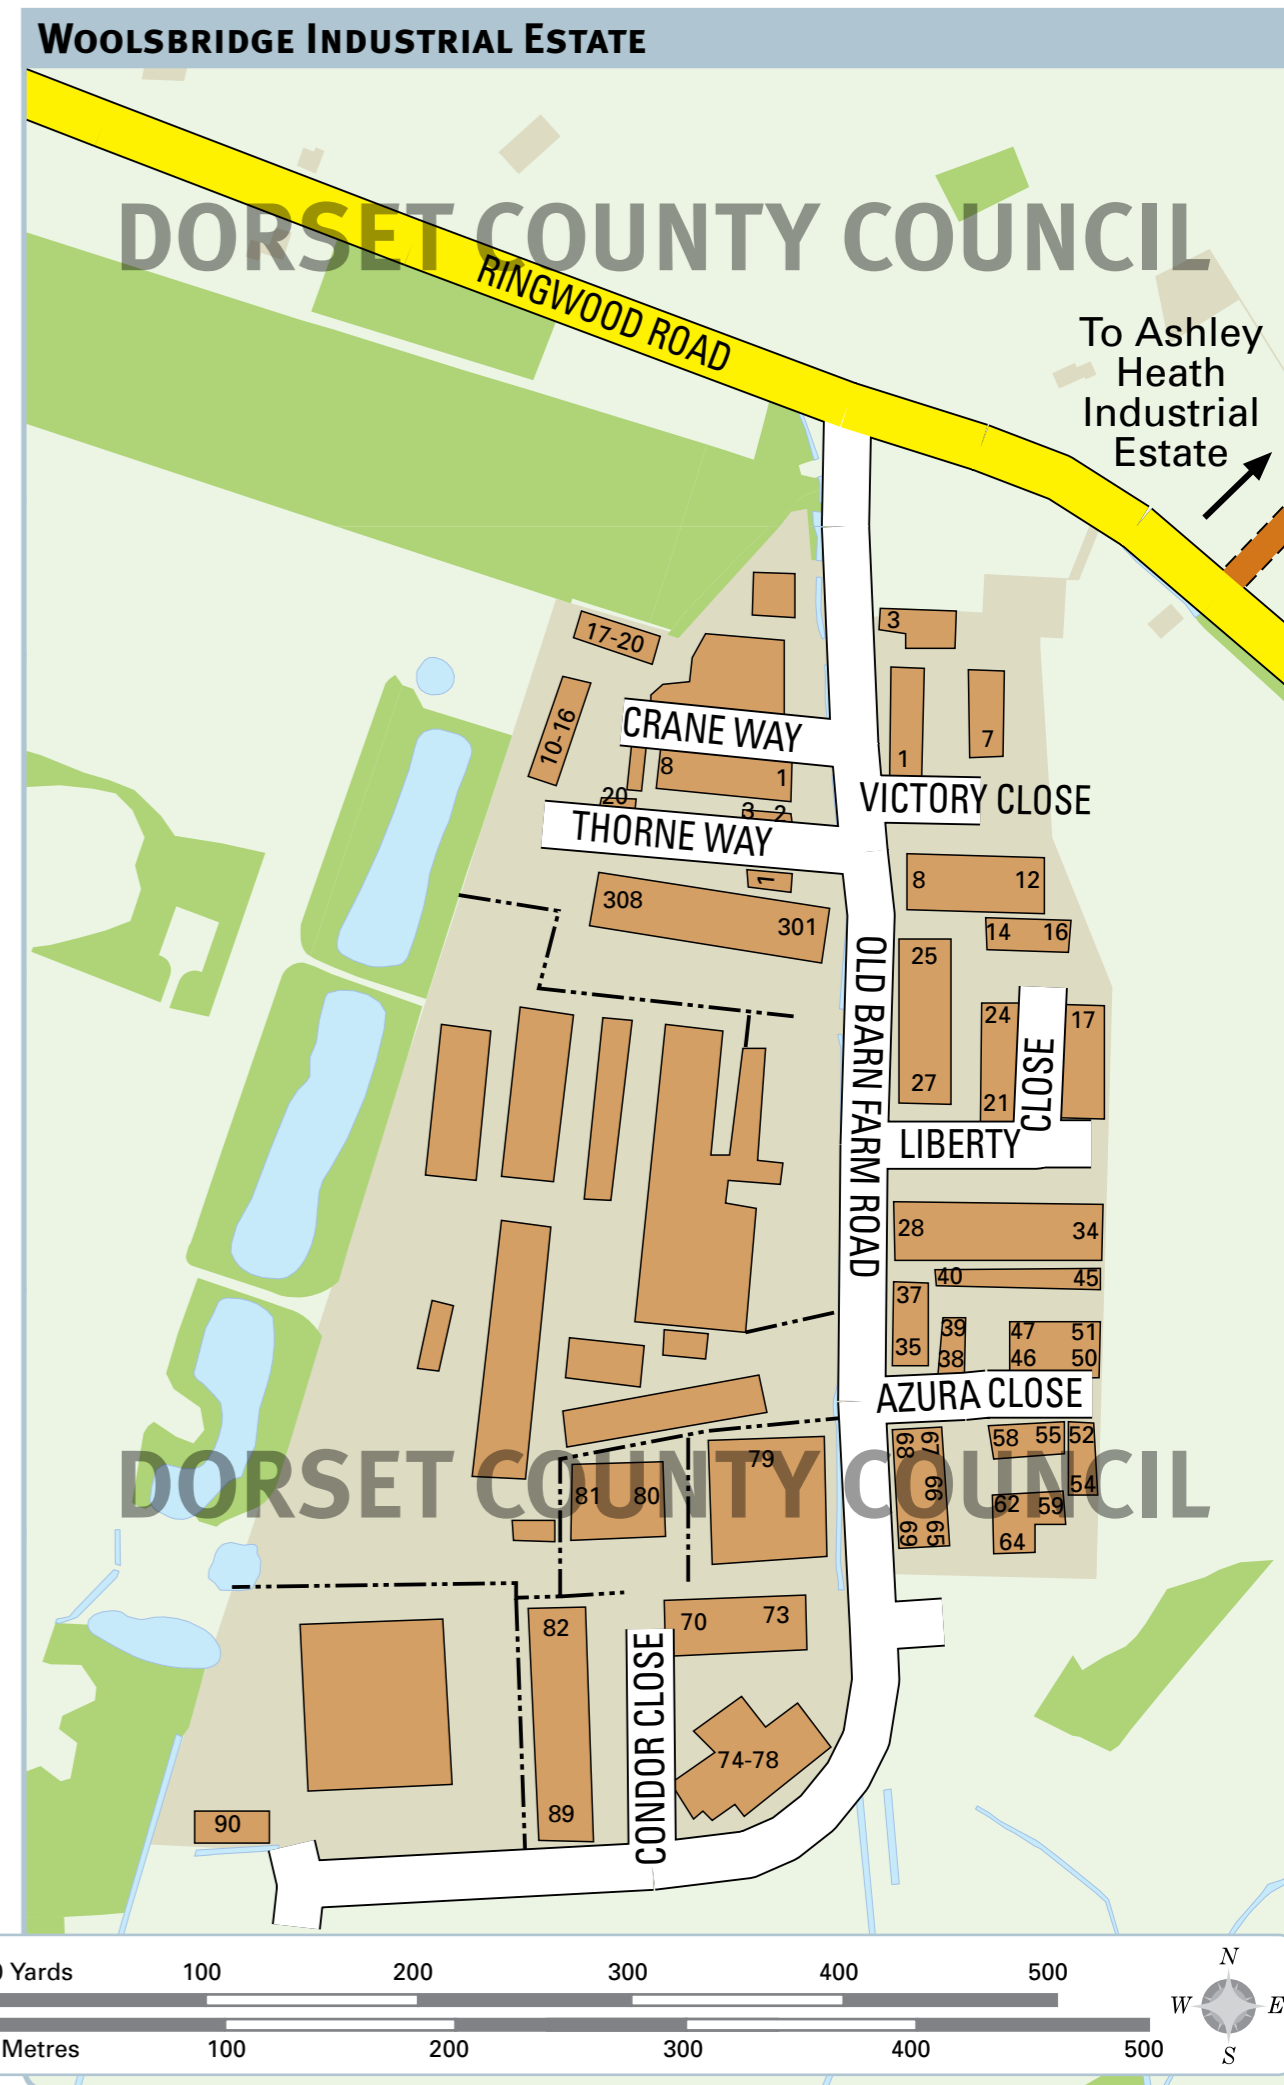 WOOLSBRIDGE INDUSTRIAL ESTATE
DORSET COUNTY COUNCIL
RINGWOOD ROAD
To Ashley
Heath
Industrial
Estate
17-20
3
10-16
CRANE WAY
7
1
8
1
20
3 2
VICTORY CLOSE
THORNE WAY
1
8 12
308
301
14 16
OLD BARN FARM ROAD
25
27
24
21
17
CLOSE
LIBERTY
28 34
40 45
37
35
39
38
47 51
46 50
AZURA CLOSE
68 67
66
69 65
58 55 52
54
62 59
64
DORSET COUNTY COUNCIL
79
81 80
82
89
70 73
CONDOR CLOSE
74-78
90
Yards 100 200 300 400 500
Metres 100 200 300 400 500
N
W E
S